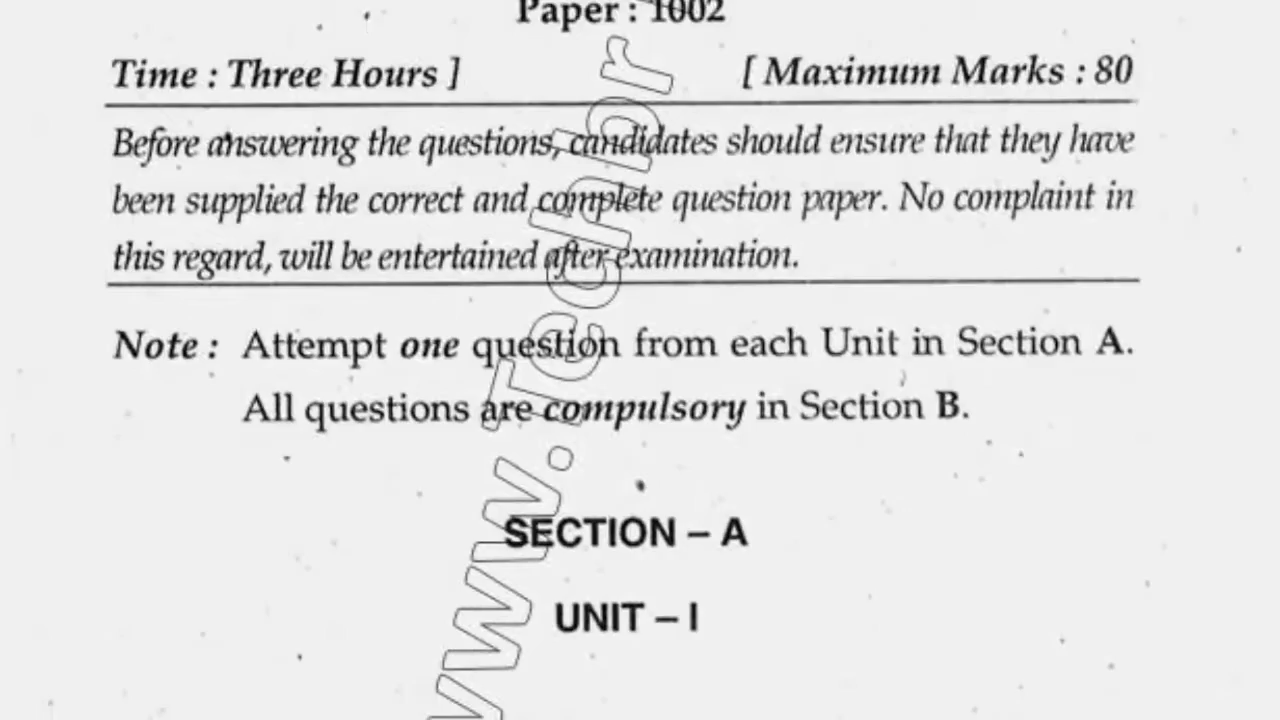 Paper : 1002
Time : Three Hours ] [ Maximum Marks : 80
Before answering the questions, candidates should ensure that they have
been supplied the correct and complete question paper. No complaint in
this regard, will be entertained after examination.
Note : Attempt one question from each Unit in Section A.
All questions are compulsory in Section B.
SECTION – A
UNIT – I
www.Techbr